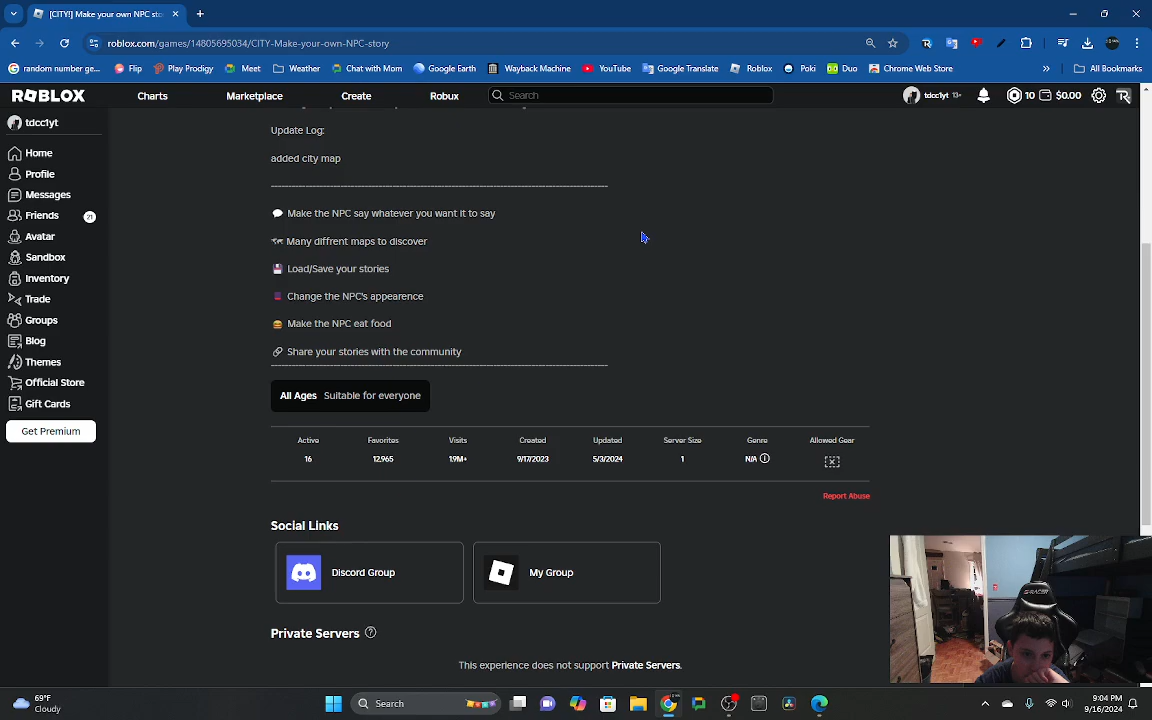 [CITY!] Make your own NPC sto
roblox.com/games/14805695034/CITY-Make-your-own-NPC-story
random number ge... Flip Play Prodigy Meet Weather Chat with Mom Google Earth Wayback Machine YouTube Google Translate Roblox Poki Duo Chrome Web Store » All Bookmarks
ROBLOX Charts Marketplace Create Robux Search tdcc1yt 13+ 10 $0.00
tdcc1yt
Home
Profile
Messages
Friends 21
Avatar
Sandbox
Inventory
Trade
Groups
Blog
Themes
Official Store
Gift Cards
Get Premium
Update Log:
added city map
Make the NPC say whatever you want it to say
Many diffrent maps to discover
Load/Save your stories
Change the NPC's appearence
Make the NPC eat food
Share your stories with the community
All Ages Suitable for everyone
Active Favorites Visits Created Updated Server Size Genre Allowed Gear
16 12,965 1.9M+ 9/17/2023 5/3/2024 1 N/A
Report Abuse
Social Links
Discord Group My Group
Private Servers
This experience does not support Private Servers.
G-RACER
69°F
Cloudy
Search
9:04 PM
9/16/2024